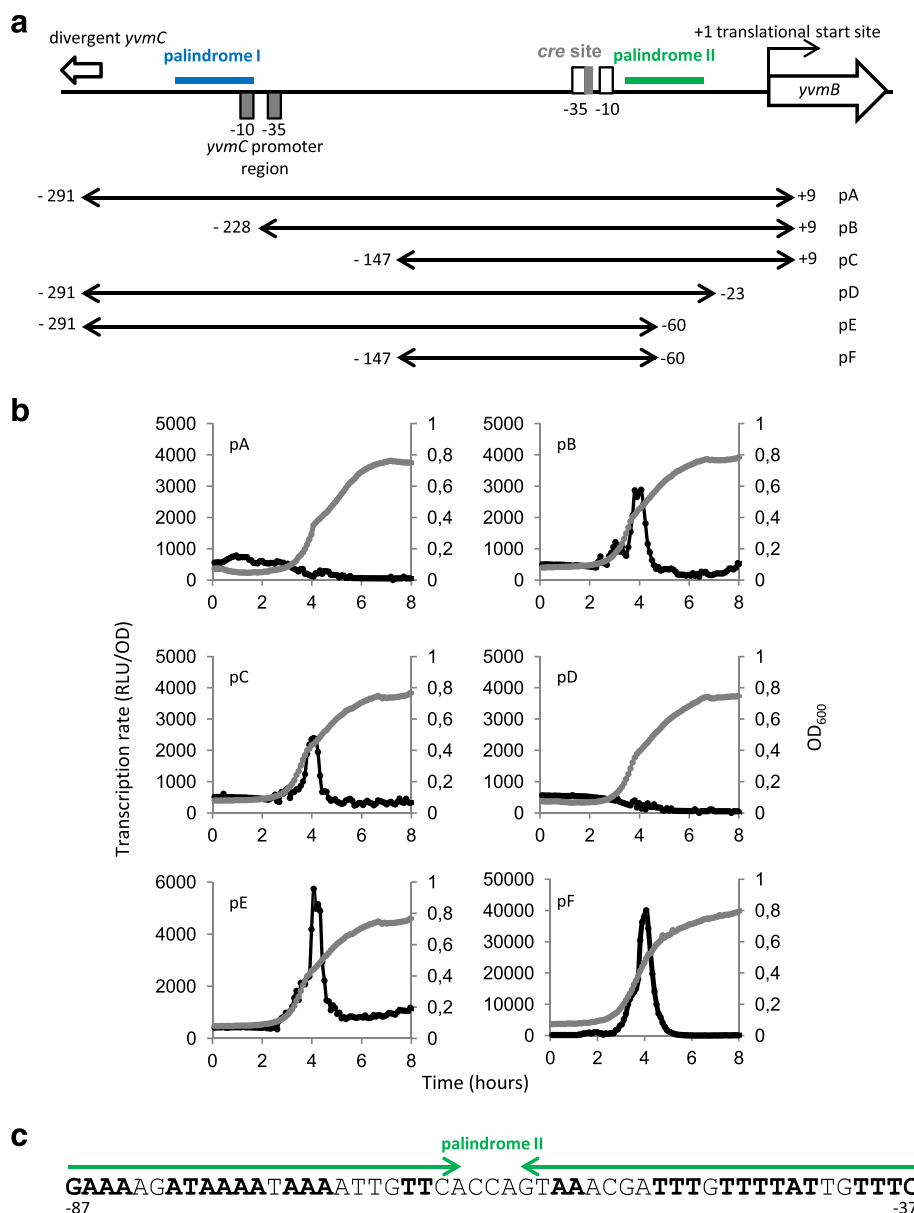 a
divergent yvmC
palindrome I
cre site
palindrome II
+1 translational start site
yvmB
-10 -35
-35 -10
yvmC promoter
region
- 291 +9 pA
- 228 +9 pB
- 147 +9 pC
- 291 -23 pD
- 291 -60 pE
- 147 -60 pF
b
Transcription rate (RLU/OD)
OD600
pA
5000
4000
3000
2000
1000
0
1
0,8
0,6
0,4
0,2
0
0 2 4 6 8
pB
5000
4000
3000
2000
1000
0
1
0,8
0,6
0,4
0,2
0
0 2 4 6 8
pC
5000
4000
3000
2000
1000
0
1
0,8
0,6
0,4
0,2
0
0 2 4 6 8
pD
5000
4000
3000
2000
1000
0
1
0,8
0,6
0,4
0,2
0
0 2 4 6 8
pE
6000
4000
2000
0
1
0,8
0,6
0,4
0,2
0
0 2 4 6 8
pF
50000
40000
30000
20000
10000
0
1
0,8
0,6
0,4
0,2
0
0 2 4 6 8
Time (hours)
c
palindrome II
GAAAAGATAAAATAAAATTGTTCACCAGTAAACGATTTGTTTTATTGTTTC
-87 -37